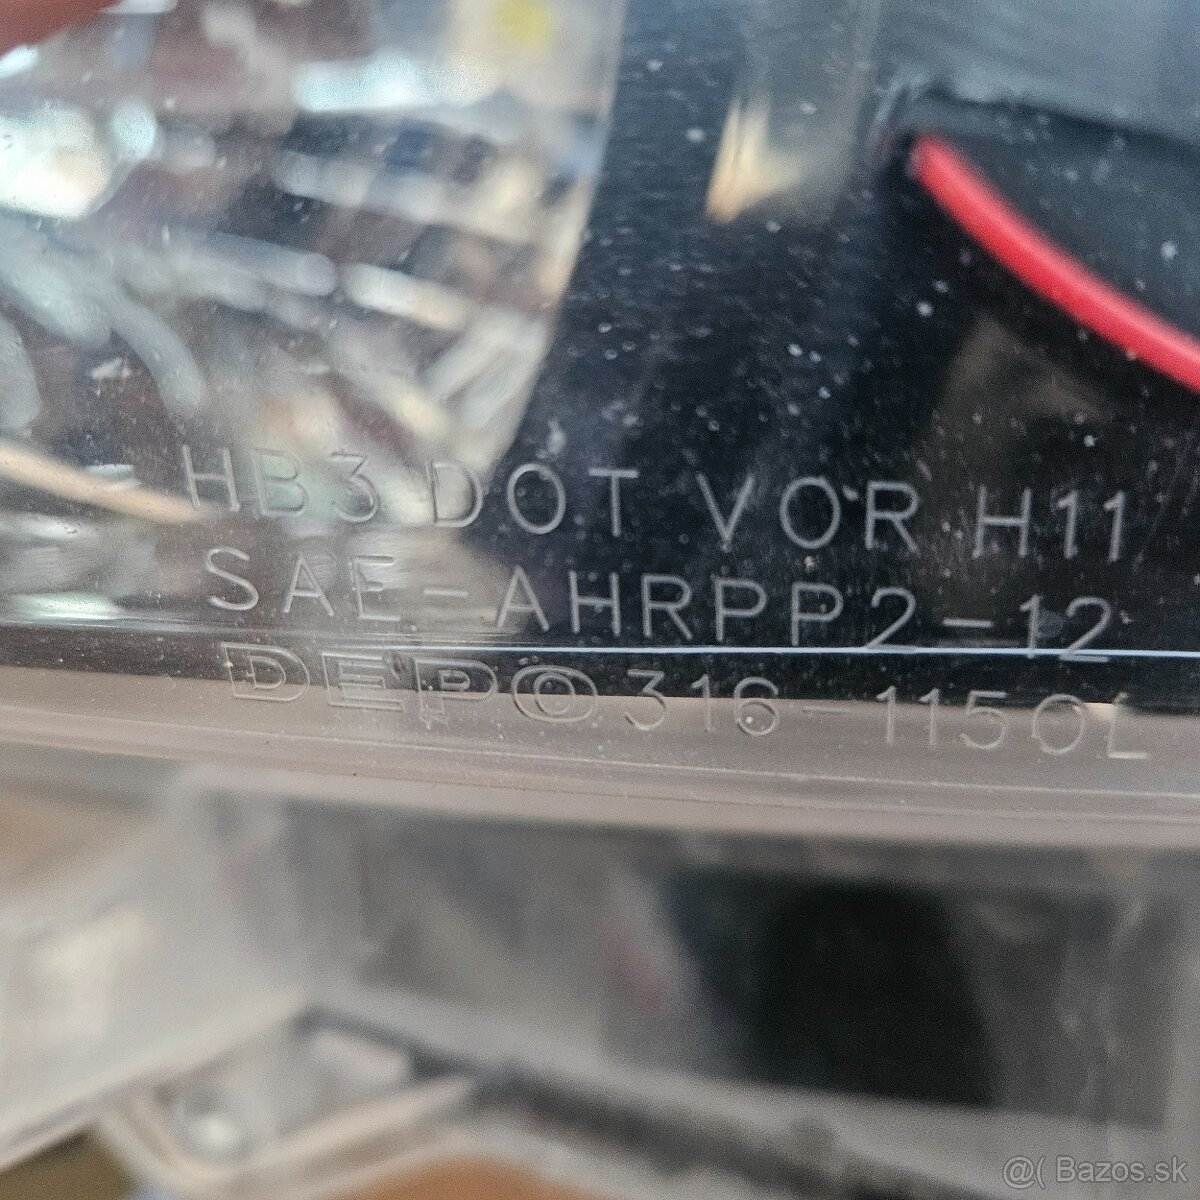 HB3 DOT VOR H11
SAE-AHRPP2-12
DEPO 316-1150L
@( Bazos.sk